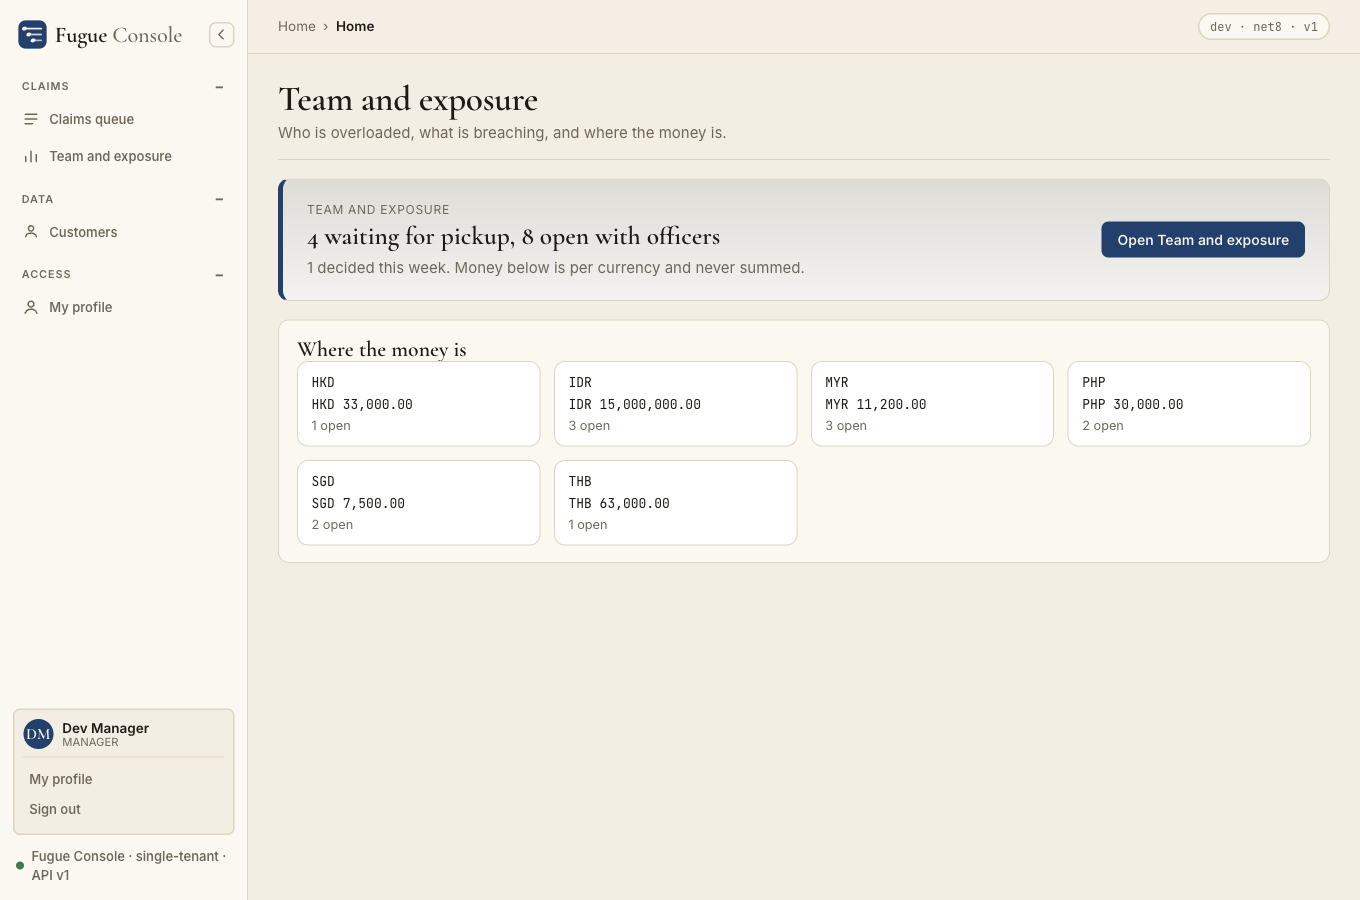 Fugue Console
CLAIMS
Claims queue
Team and exposure
DATA
Customers
ACCESS
My profile
DM
Dev Manager
MANAGER
My profile
Sign out
Fugue Console · single-tenant ·
API v1
Home › Home
dev · net8 · v1
Team and exposure
Who is overloaded, what is breaching, and where the money is.
TEAM AND EXPOSURE
4 waiting for pickup, 8 open with officers
1 decided this week. Money below is per currency and never summed.
Open Team and exposure
Where the money is
HKD
HKD 33,000.00
1 open
IDR
IDR 15,000,000.00
3 open
MYR
MYR 11,200.00
3 open
PHP
PHP 30,000.00
2 open
SGD
SGD 7,500.00
2 open
THB
THB 63,000.00
1 open